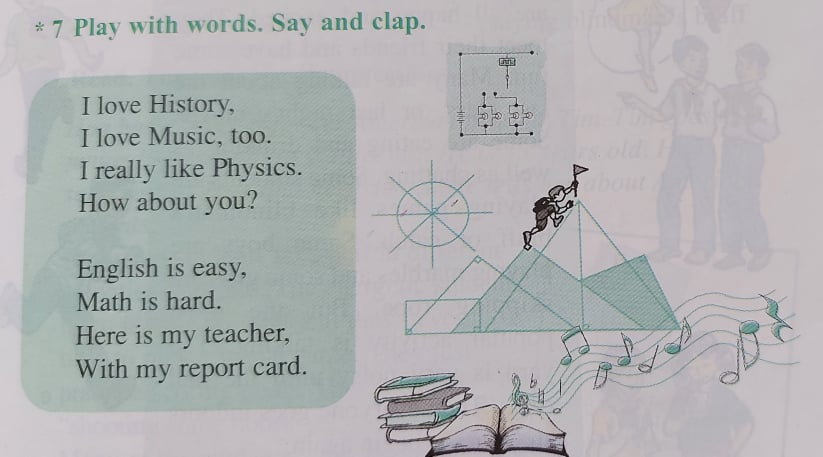 * 7 Play with words. Say and clap.
I love History,
I love Music, too.
I really like Physics.
How about you?
English is easy,
Math is hard.
Here is my teacher,
With my report card.